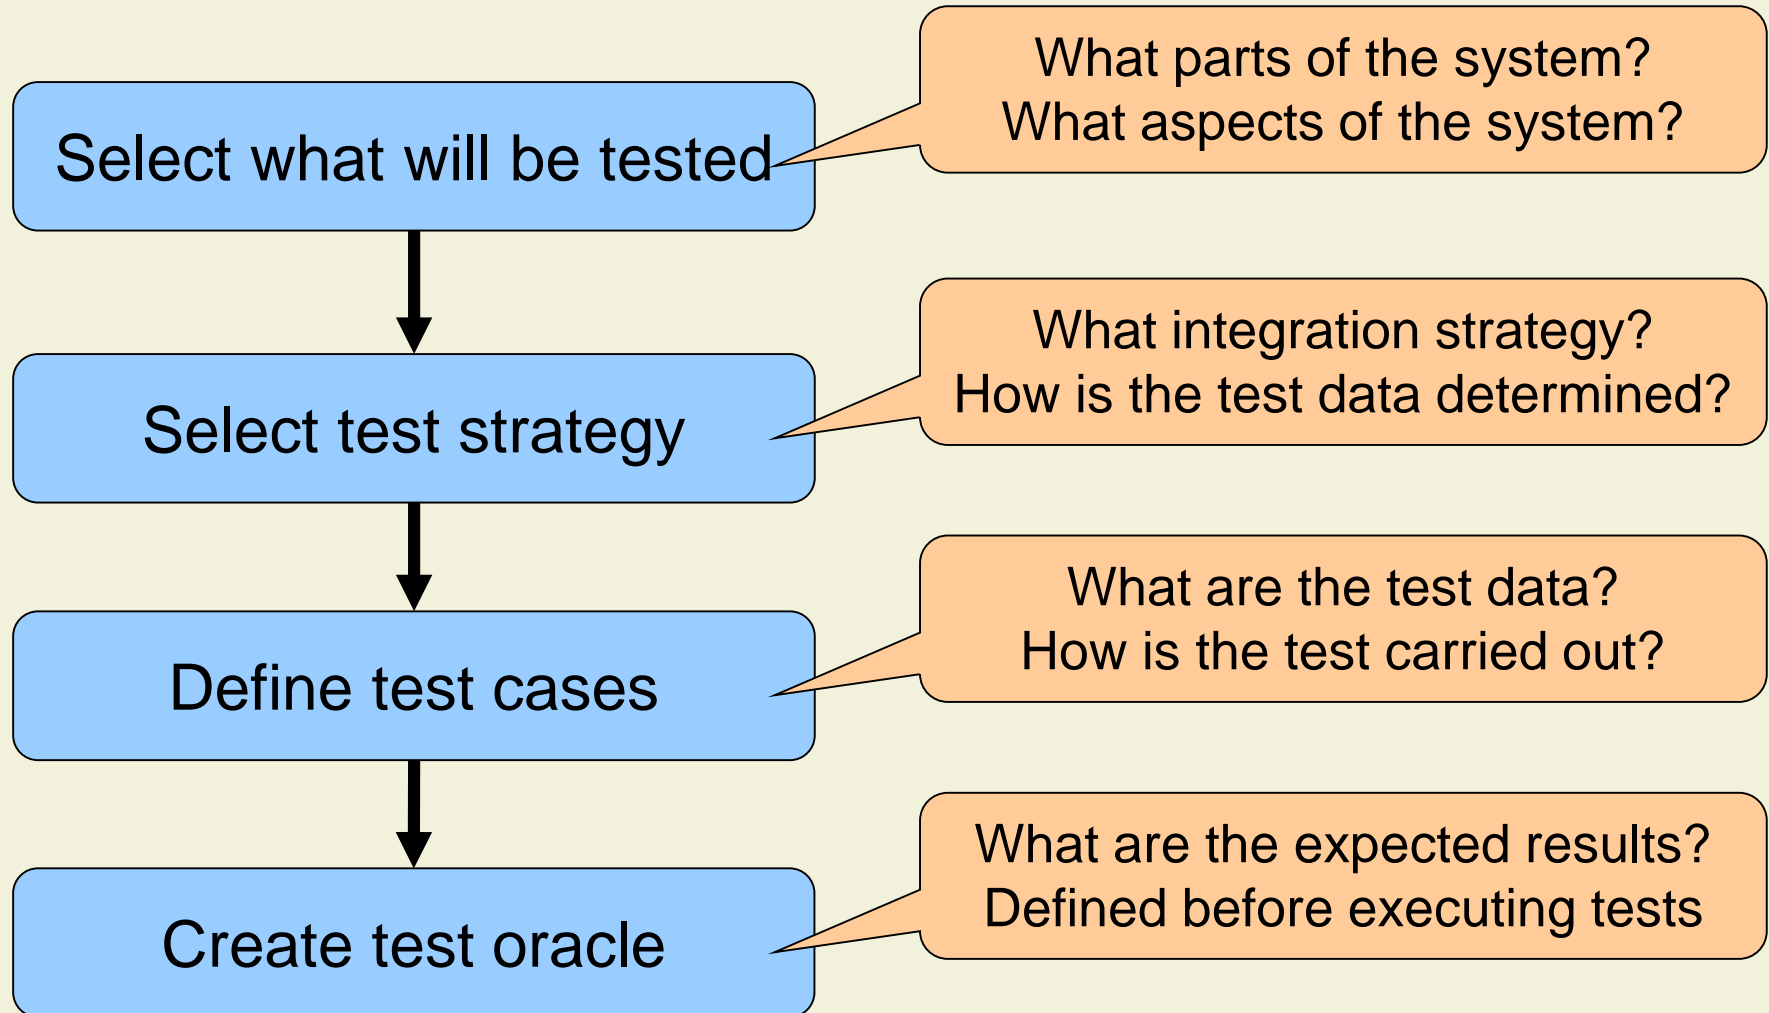 What parts of the system?
What aspects of the system?
Select what will be tested
What integration strategy?
How is the test data determined?
Select test strategy
What are the test data?
How is the test carried out?
Define test cases
What are the expected results?
Defined before executing tests
Create test oracle